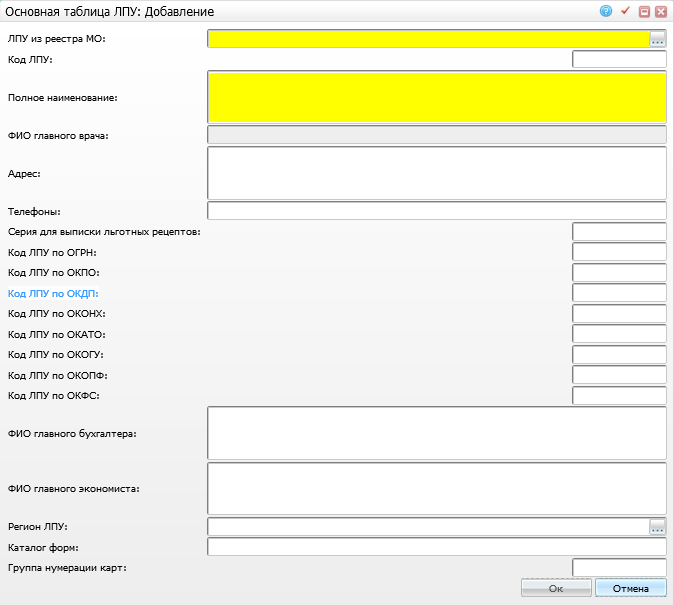 Основная таблица ЛПУ: Добавление
ЛПУ из реестра МО:
...
Код ЛПУ:
Полное наименование:
ФИО главного врача:
Адрес:
Телефоны:
Серия для выписки льготных рецептов:
Код ЛПУ по ОГРН:
Код ЛПУ по ОКПО:
Код ЛПУ по ОКДП:
Код ЛПУ по ОКОНХ:
Код ЛПУ по ОКАТО:
Код ЛПУ по ОКОГУ:
Код ЛПУ по ОКОПФ:
Код ЛПУ по ОКФС:
ФИО главного бухгалтера:
ФИО главного экономиста:
Регион ЛПУ:
...
Каталог форм:
Группа нумерации карт:
Ок Отмена